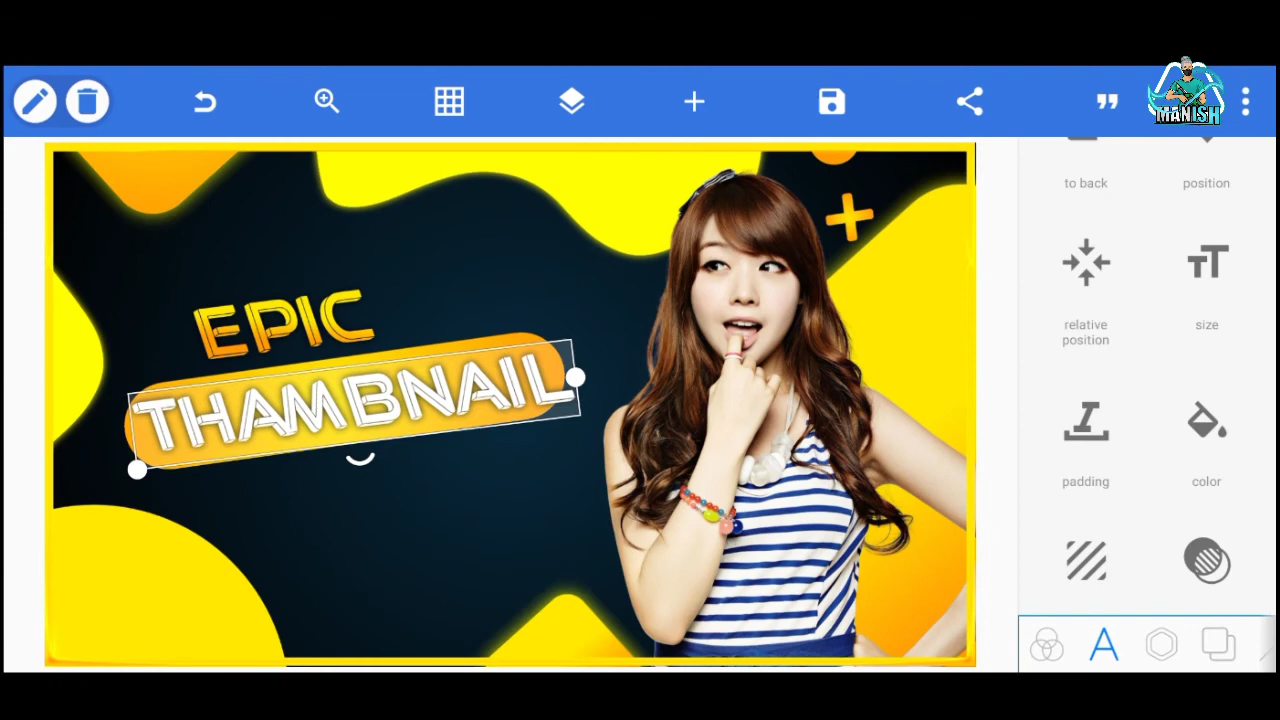 MANISH
to back
position
EPIC
relative
position
size
THAMBNAIL
padding
color